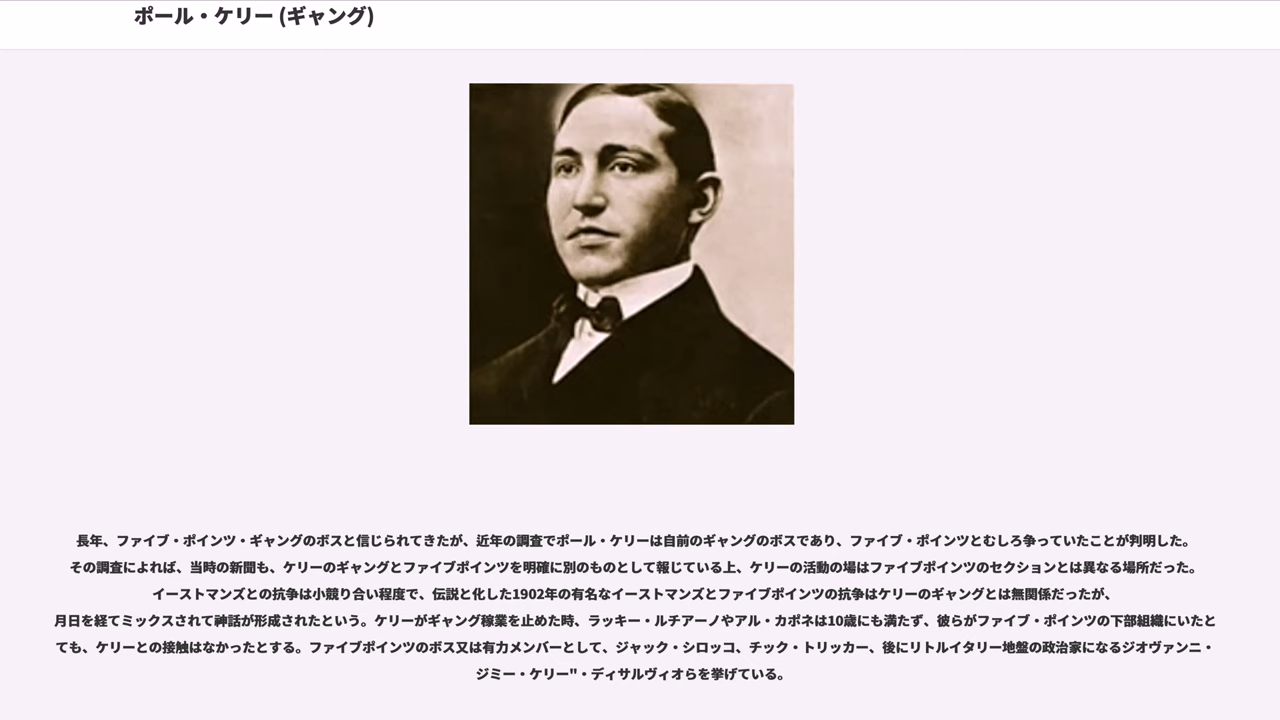 ポール・ケリー (ギャング)
長年、ファイブ・ポインツ・ギャングのボスと信じられてきたが、近年の調査でポール・ケリーは自前のギャングのボスであり、ファイブ・ポインツとむしろ争っていたことが判明した。
その調査によれば、当時の新聞も、ケリーのギャングとファイブポインツを明確に別のものとして報じている上、ケリーの活動の場はファイブポインツのセクションとは異なる場所だった。
イーストマンズとの抗争は小競り合い程度で、伝説と化した1902年の有名なイーストマンズとファイブポインツの抗争はケリーのギャングとは無関係だったが、
月日を経てミックスされて神話が形成されたという。ケリーがギャング稼業を止めた時、ラッキー・ルチアーノやアル・カポネは10歳にも満たず、彼らがファイブ・ポインツの下部組織にいたと
ても、ケリーとの接触はなかったとする。ファイブポインツのボス又は有力メンバーとして、ジャック・シロッコ、チック・トリッカー、後にリトルイタリー地盤の政治家になるジオヴァンニ・
ジミー・ケリー"・ディサルヴィオらを挙げている。